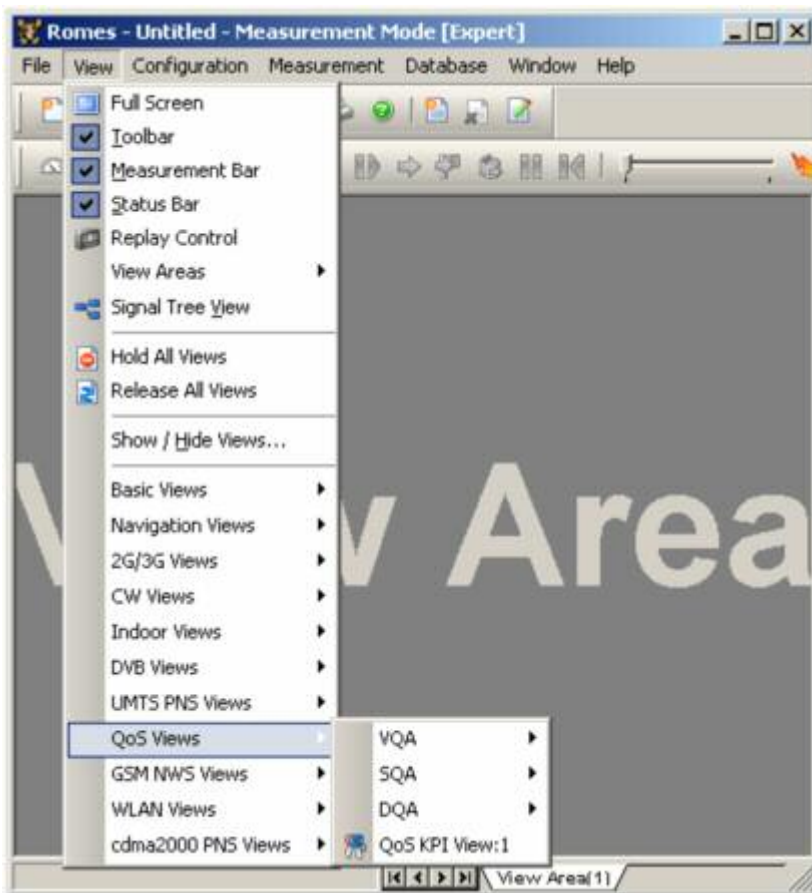 Romes - Untitled - Measurement Mode [Expert]
File View Configuration Measurement Database Window Help
Full Screen
Toolbar
Measurement Bar
Status Bar
Replay Control
View Areas
Signal Tree View
Hold All Views
Release All Views
Show / Hide Views...
Basic Views
Navigation Views
2G/3G Views
CW Views
Indoor Views
DVB Views
UMTS PNS Views
QoS Views
GSM NWS Views
WLAN Views
cdma2000 PNS Views
VQA
SQA
DQA
QoS KPI View:1
Area
View Area(1)